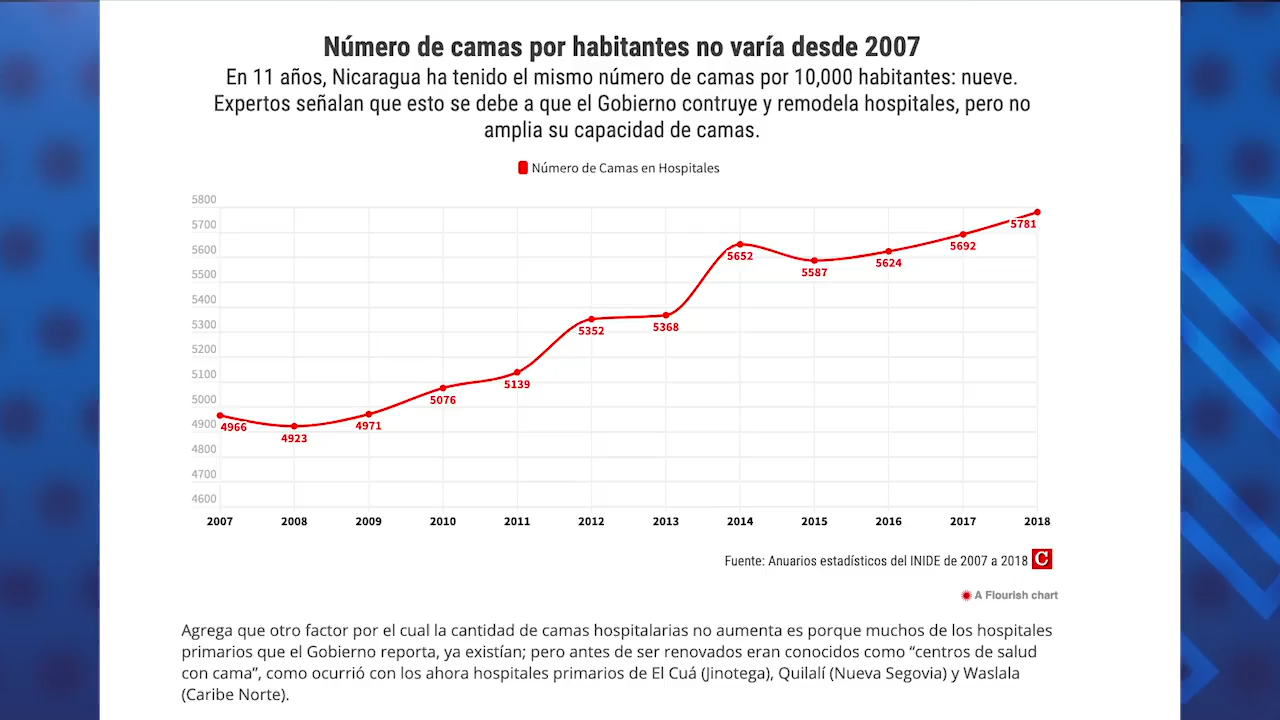 Número de camas por habitantes no varía desde 2007
En 11 años, Nicaragua ha tenido el mismo número de camas por 10,000 habitantes: nueve.
Expertos señalan que esto se debe a que el Gobierno contruye y remodela hospitales, pero no
amplia su capacidad de camas.
Número de Camas en Hospitales
5800
5700
5600
5500
5400
5300
5200
5100
5000
4900
4800
4700
4600
4966
4923
4971
5076
5139
5352
5368
5652
5587
5624
5692
5781
2007 2008 2009 2010 2011 2012 2013 2014 2015 2016 2017 2018
Fuente: Anuarios estadísticos del INIDE de 2007 a 2018 C
A Flourish chart
Agrega que otro factor por el cual la cantidad de camas hospitalarias no aumenta es porque muchos de los hospitales
primarios que el Gobierno reporta, ya existían; pero antes de ser renovados eran conocidos como “centros de salud
con cama”, como ocurrió con los ahora hospitales primarios de El Cuá (Jinotega), Quilalí (Nueva Segovia) y Waslala
(Caribe Norte).